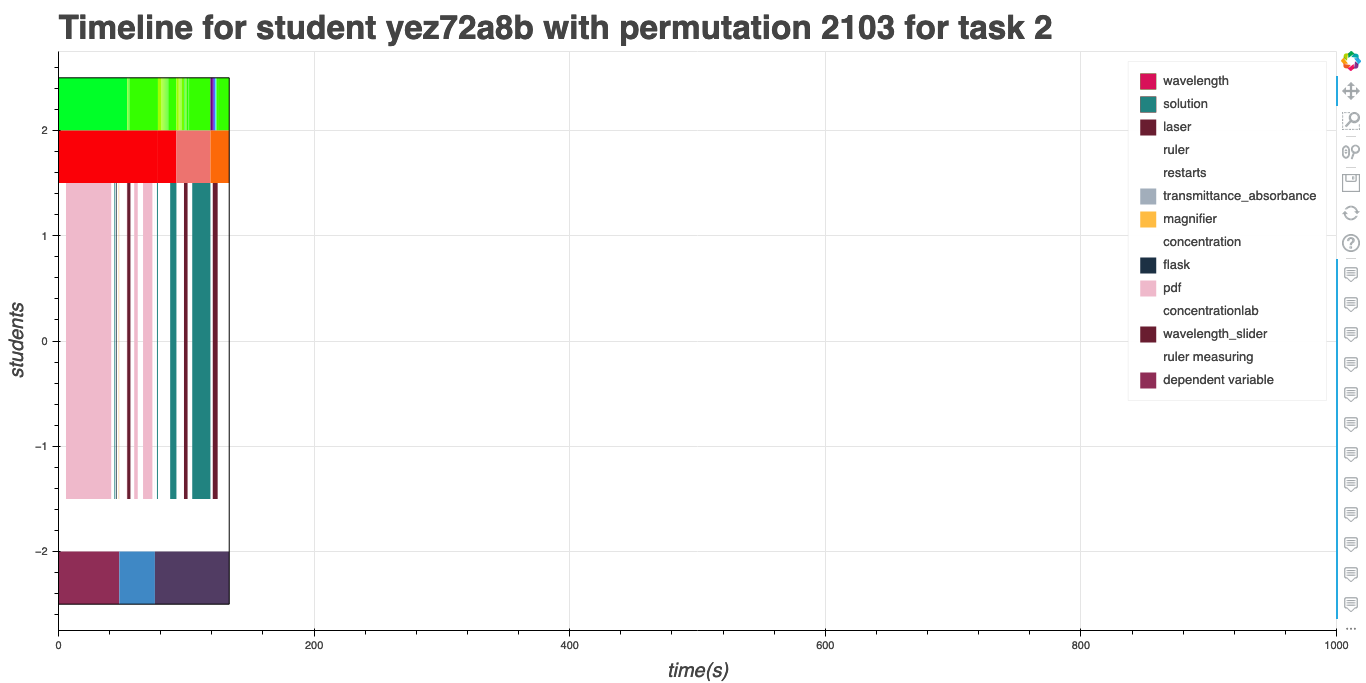 Timeline for student yez72a8b with permutation 2103 for task 2
wavelength
solution
laser
ruler
restarts
transmittance_absorbance
magnifier
concentration
flask
pdf
concentrationlab
wavelength_slider
ruler measuring
dependent variable
students
2
1
0
−1
−2
0 200 400 600 800 1000
time(s)